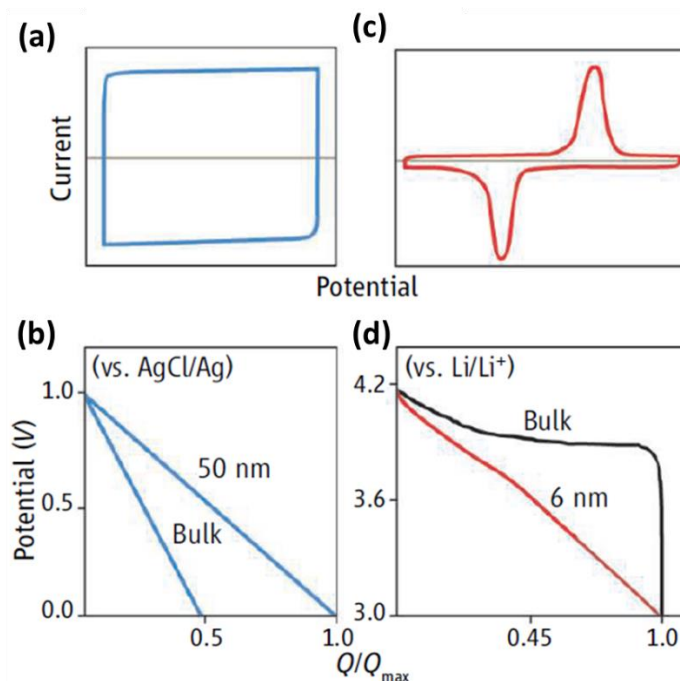 (a)
(c)
Current
Potential
(b)
(d)
(vs. AgCl/Ag)
(vs. Li/Li⁺)
1.0
4.2
Bulk
50 nm
Potential (V)
0.5
3.6
6 nm
Bulk
0.0
3.0
0.5
1.0
0.45
1.0
Q/Qmax